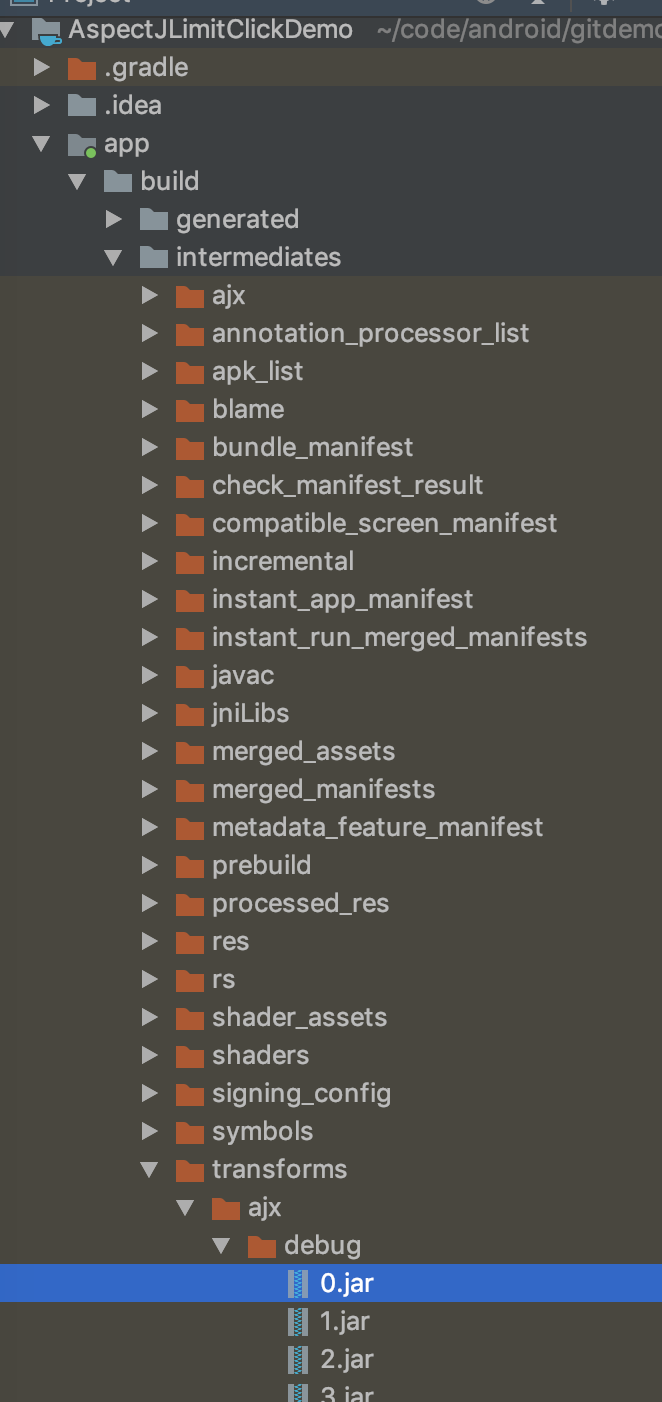 Project
AspectJLimitClickDemo ~/code/android/gitdemo
.gradle
.idea
app
build
generated
intermediates
ajx
annotation_processor_list
apk_list
blame
bundle_manifest
check_manifest_result
compatible_screen_manifest
incremental
instant_app_manifest
instant_run_merged_manifests
javac
jniLibs
merged_assets
merged_manifests
metadata_feature_manifest
prebuild
processed_res
res
rs
shader_assets
shaders
signing_config
symbols
transforms
ajx
debug
0.jar
1.jar
2.jar
3.jar